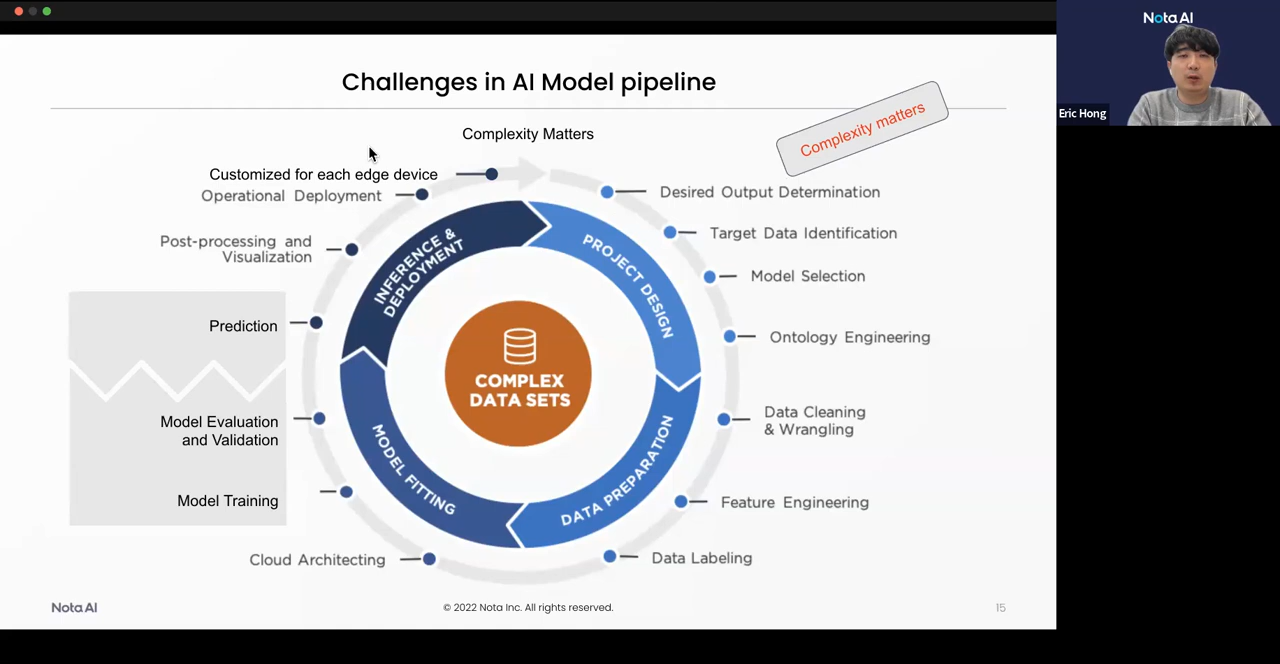 Nota AI
Eric Hong
Challenges in AI Model pipeline
Complexity matters
Complexity Matters
Customized for each edge device
Operational Deployment
Post-processing and
Visualization
Prediction
Model Evaluation
and Validation
Model Training
Cloud Architecting
Desired Output Determination
Target Data Identification
Model Selection
Ontology Engineering
Data Cleaning
& Wrangling
Feature Engineering
Data Labeling
INFERENCE &
DEPLOYMENT
PROJECT DESIGN
DATA PREPARATION
MODEL FITTING
COMPLEX
DATA SETS
Nota AI
© 2022 Nota Inc. All rights reserved.
15